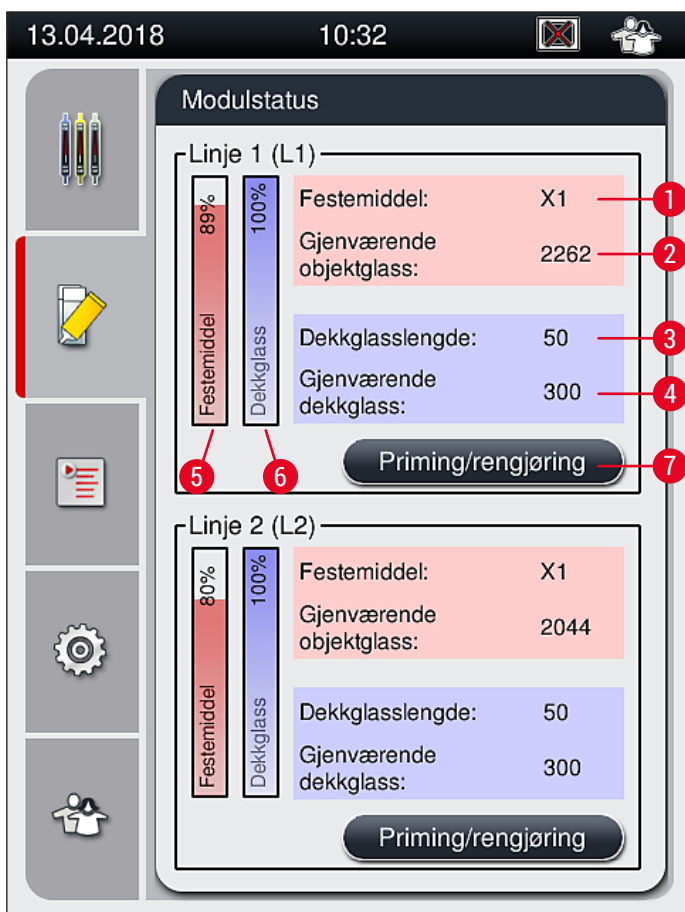 13.04.2018 10:32
Modulstatus
Linje 1 (L1)
89%
Festemiddel
100%
Dekkglass
Festemiddel: X1 1
Gjenværende
objektglass: 2262 2
Dekkglasslengde: 50 3
Gjenværende
dekkglass: 300 4
5 6
Priming/rengjøring 7
Linje 2 (L2)
80%
Festemiddel
100%
Dekkglass
Festemiddel: X1
Gjenværende
objektglass: 2044
Dekkglasslengde: 50
Gjenværende
dekkglass: 300
Priming/rengjøring